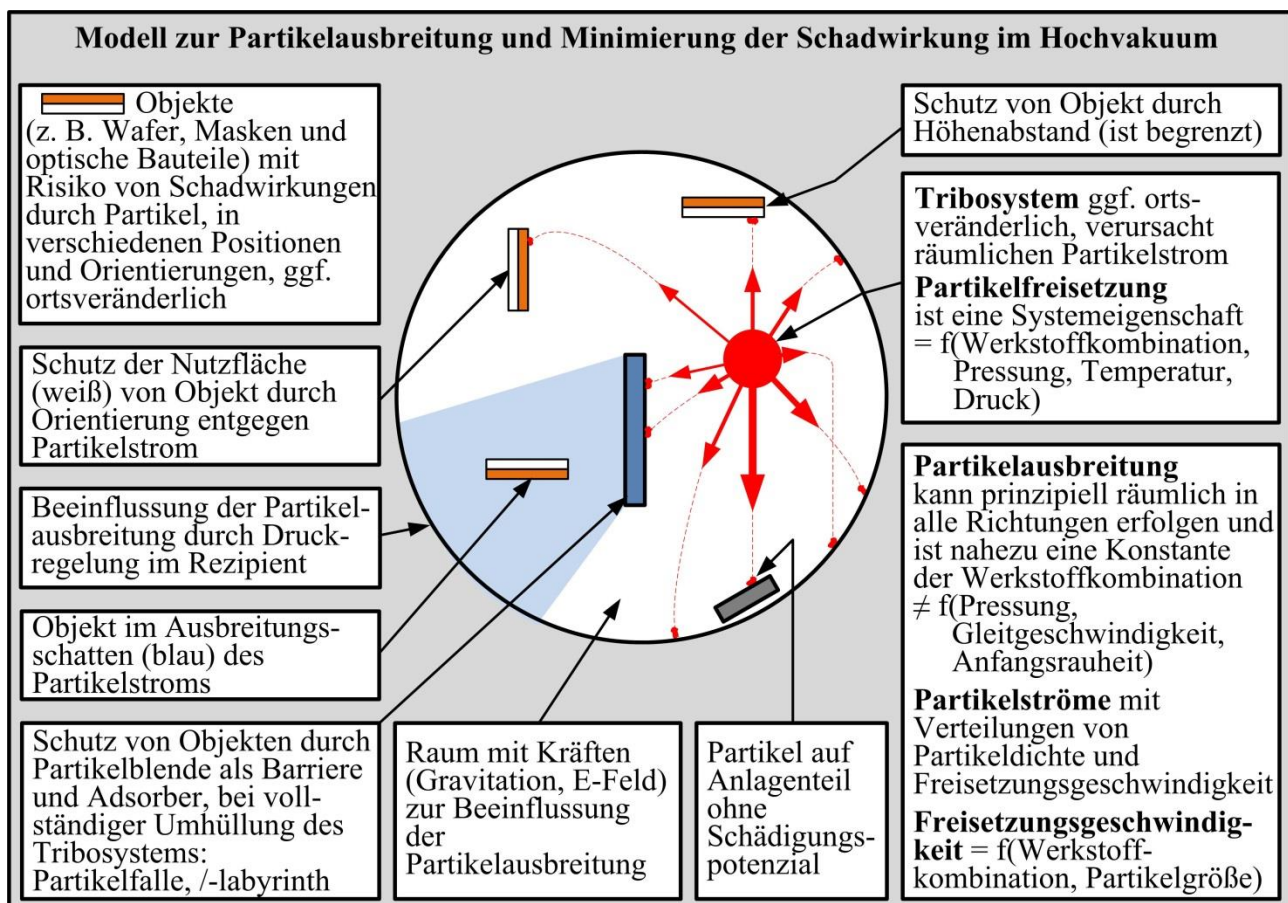 Modell zur Partikelausbreitung und Minimierung der Schadwirkung im Hochvakuum
Objekte
(z. B. Wafer, Masken und
optische Bauteile) mit
Risiko von Schadwirkungen
durch Partikel, in
verschiedenen Positionen
und Orientierungen, ggf.
ortsveränderlich
Schutz der Nutzfläche
(weiß) von Objekt durch
Orientierung entgegen
Partikelstrom
Beeinflussung der Partikel-
ausbreitung durch Druck-
regelung im Rezipient
Objekt im Ausbreitungs-
schatten (blau) des
Partikelstroms
Schutz von Objekten durch
Partikelblende als Barriere
und Adsorber, bei voll-
ständiger Umhüllung des
Tribosystems:
Partikelfalle, /-labyrinth
Raum mit Kräften
(Gravitation, E-Feld)
zur Beeinflussung
der
Partikelausbreitung
Partikel auf
Anlagenteil
ohne
Schädigungs-
potenzial
Schutz von Objekt durch
Höhenabstand (ist begrenzt)
Tribosystem ggf. orts-
veränderlich, verursacht
räumlichen Partikelstrom
Partikelfreisetzung
ist eine Systemeigenschaft
= f(Werkstoffkombination,
Pressung, Temperatur,
Druck)
Partikelausbreitung
kann prinzipiell räumlich in
alle Richtungen erfolgen und
ist nahezu eine Konstante
der Werkstoffkombination
≠ f(Pressung,
Gleitgeschwindigkeit,
Anfangsrauheit)
Partikelströme mit
Verteilungen von
Partikeldichte und
Freisetzungsgeschwindigkeit
Freisetzungsgeschwindig-
keit = f(Werkstoff-
kombination, Partikelgröße)